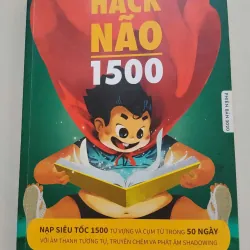 HACK
NÃO
1500
NẠP SIÊU TỐC 1500 TỪ VỰNG VÀ CỤM TỪ TRONG 50 NGÀY
VỚI ÂM THANH TƯƠNG TỰ, TRUYỆN CHÊM VÀ PHÁT ÂM SHADOWING